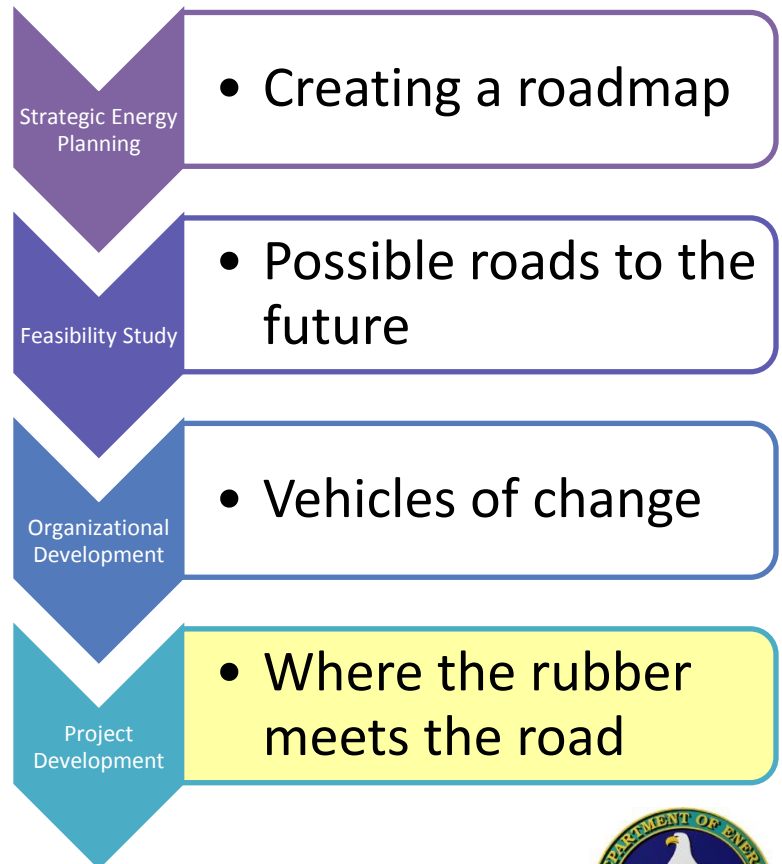 Strategic Energy
Planning
• Creating a roadmap
Feasibility Study
• Possible roads to the
future
Organizational
Development
• Vehicles of change
Project
Development
• Where the rubber
meets the road